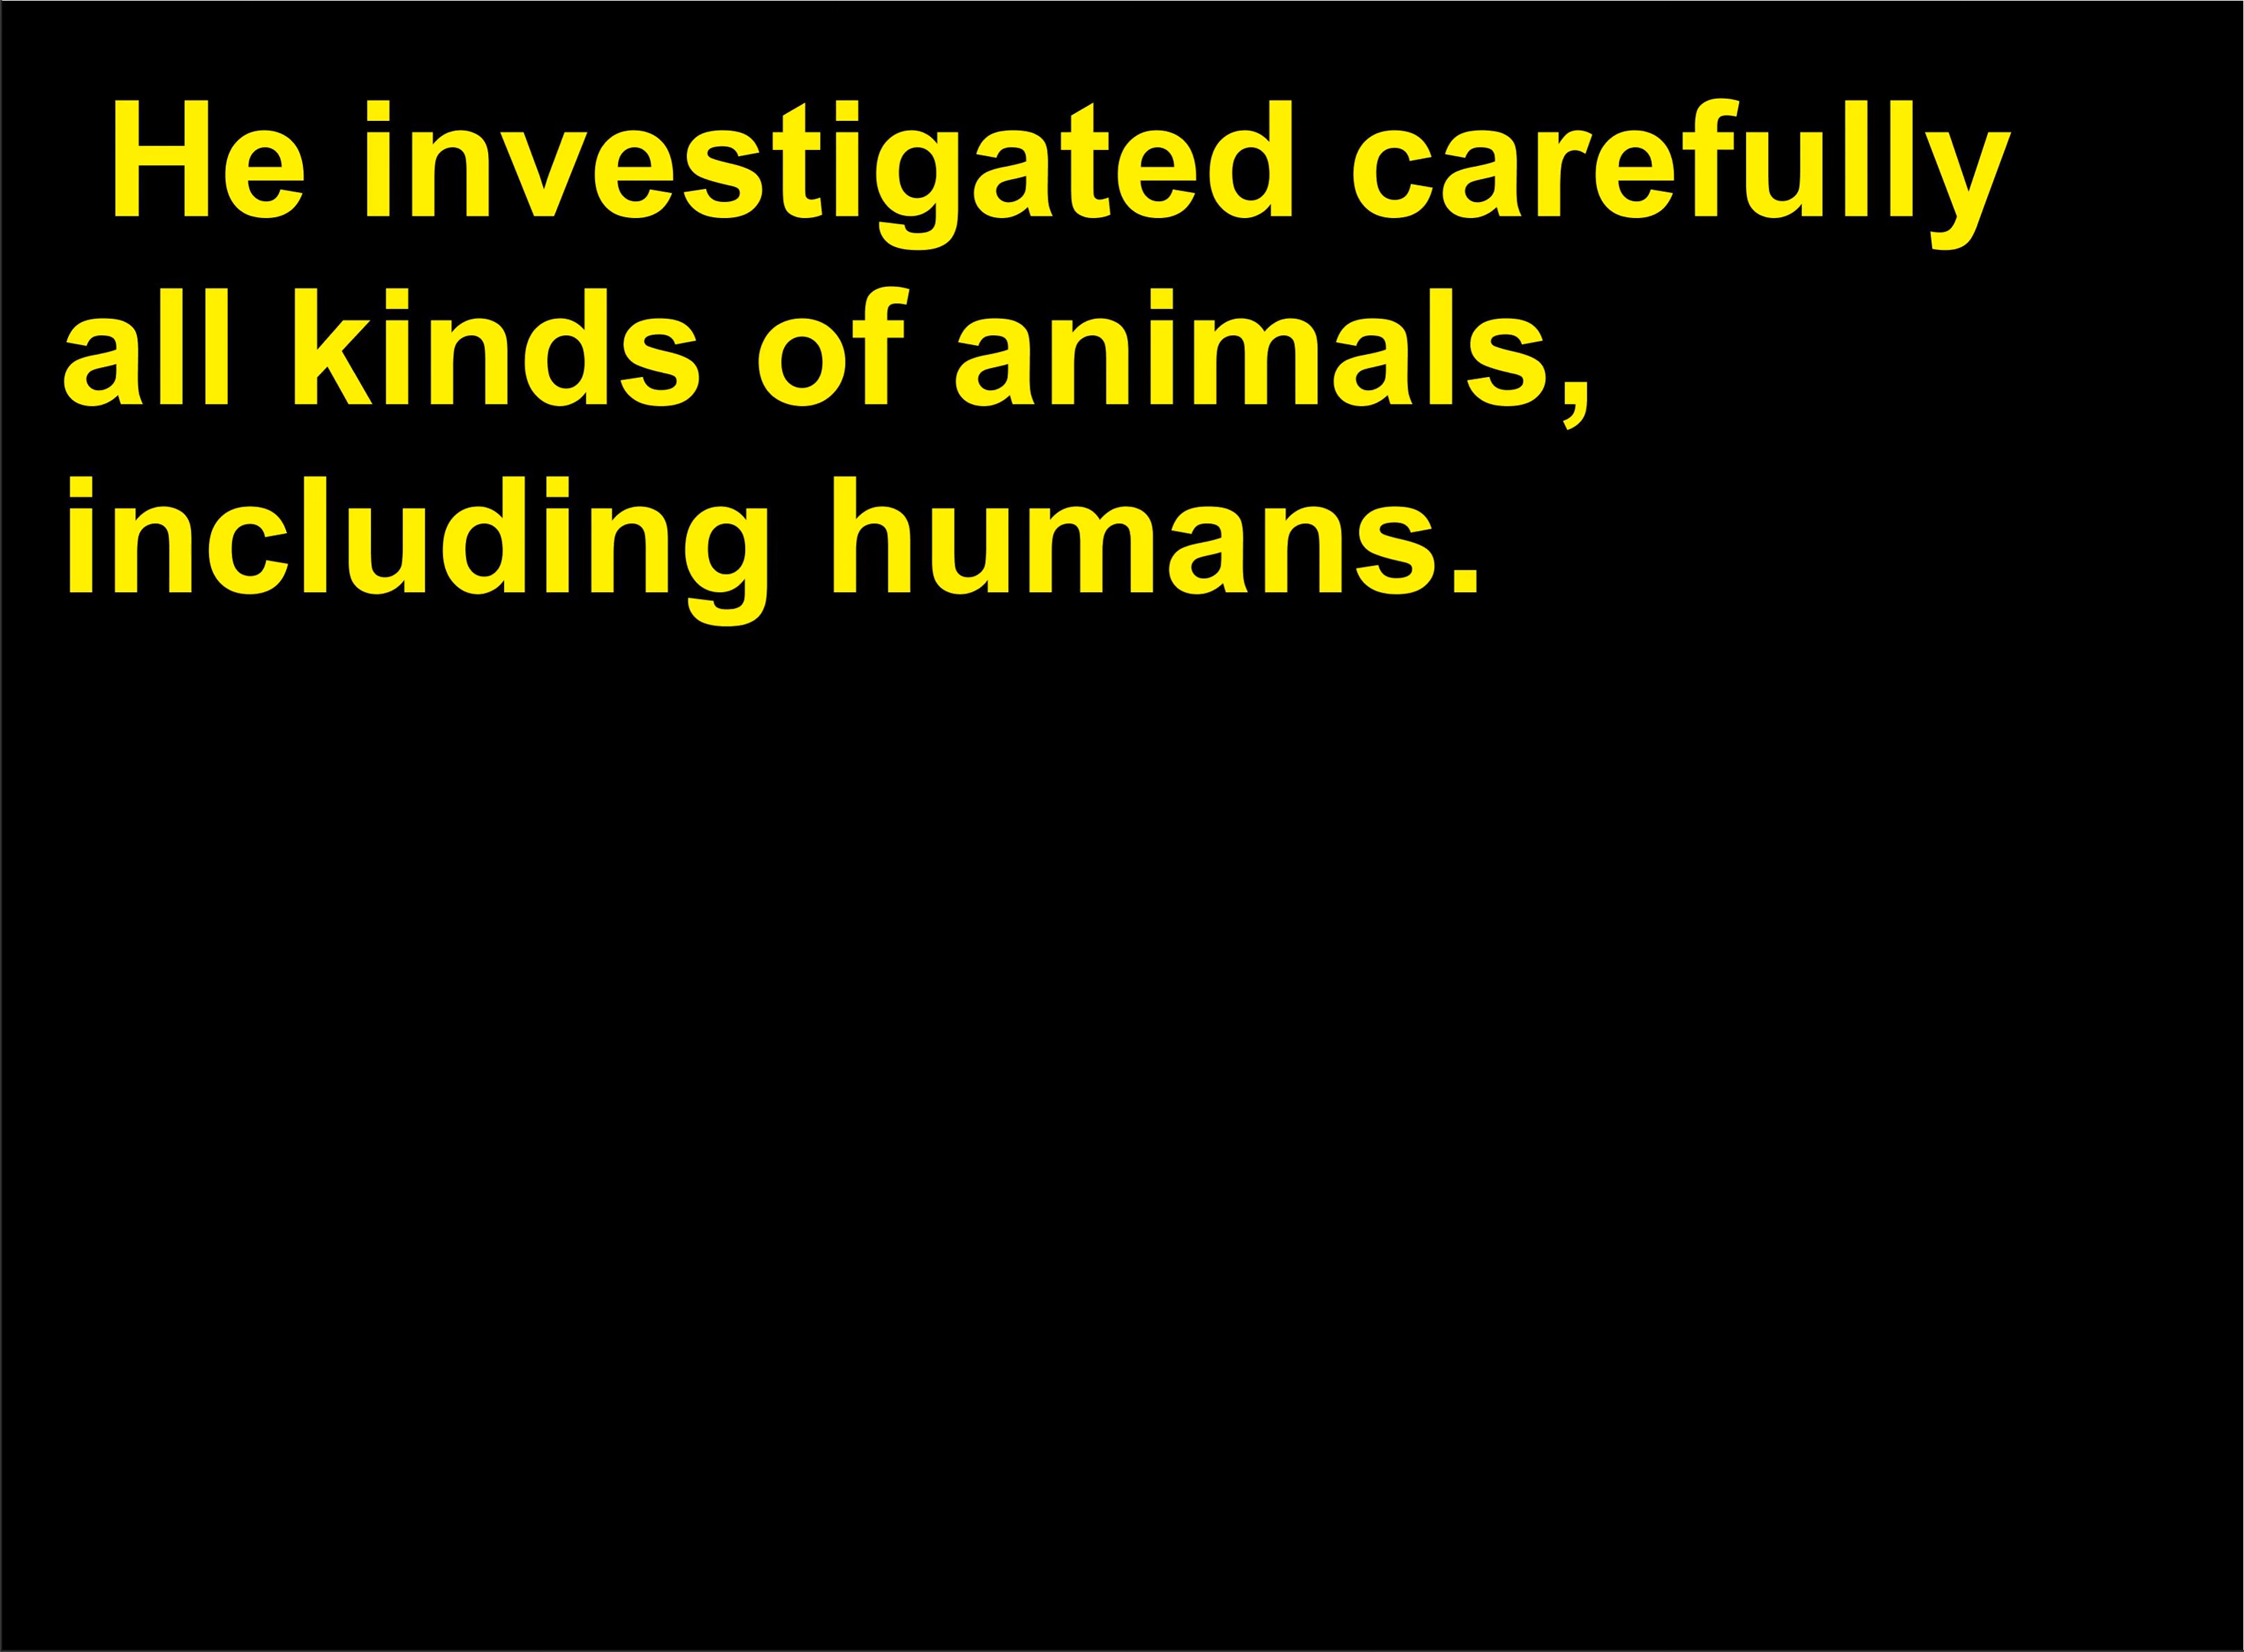 He investigated carefully
all kinds of animals,
including humans.